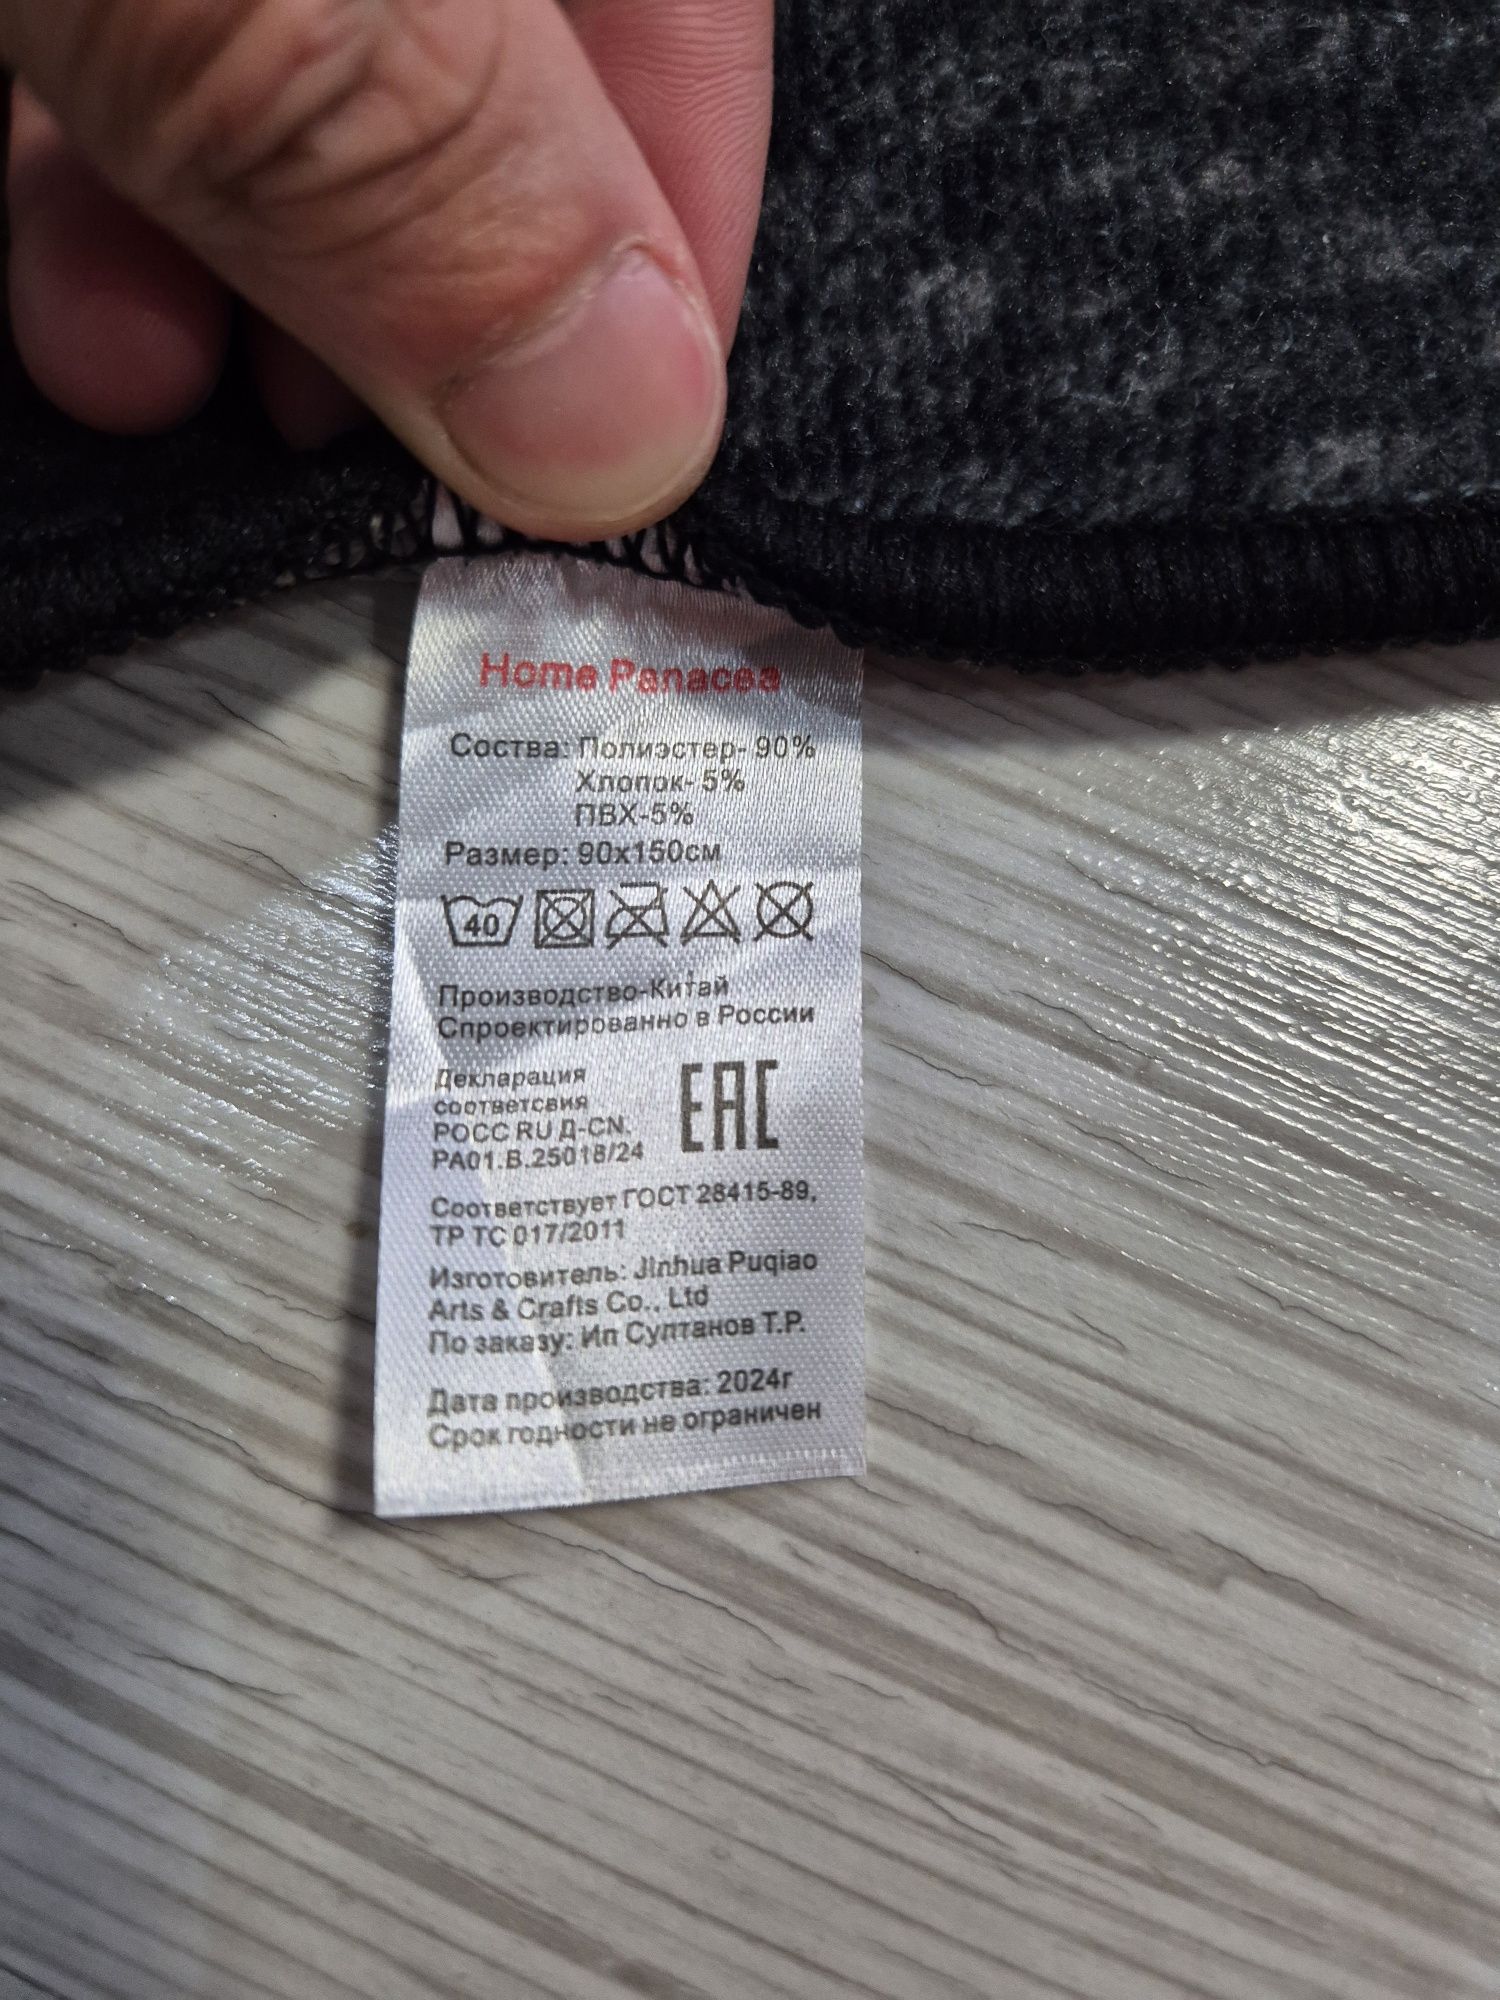 Home Panacea
Соства: Полиэстер- 90%
Хлопок- 5%
ПВХ-5%
Размер: 90х150см
40
Производство-Китай
Спроектированно в России
Декларация
соответсвия
РОСС RU Д-CN.
РА01.В.25018/24
ЕАС
Соответствует ГОСТ 28415-89,
ТР ТС 017/2011
Изготовитель: Jinhua Puqiao
Arts & Crafts Co., Ltd
По заказу: Ип Султанов Т.Р.
Дата производства: 2024г
Срок годности не ограничен